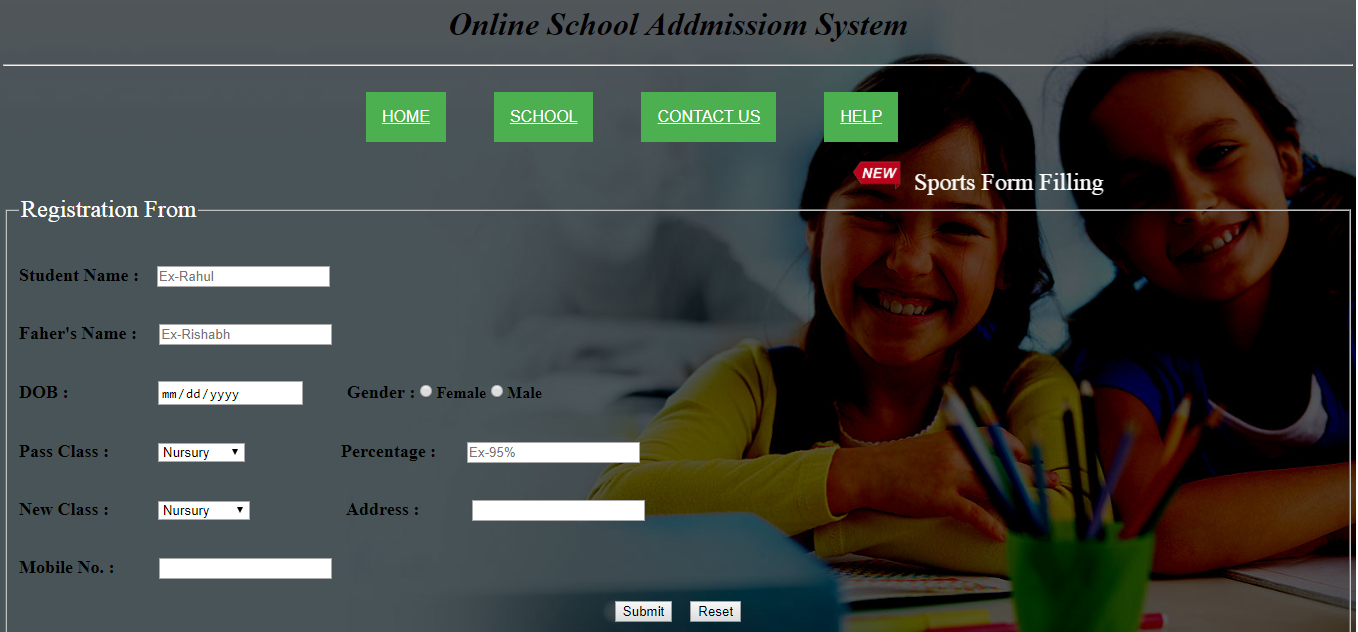 Online School Addmissiom System
HOME SCHOOL CONTACT US HELP
NEW Sports Form Filling
Registration From
Student Name : Ex-Rahul
Faher's Name : Ex-Rishabh
DOB : mm/dd/yyyy Gender : Female Male
Pass Class : Nursury Percentage : Ex-95%
New Class : Nursury Address :
Mobile No. :
Submit Reset